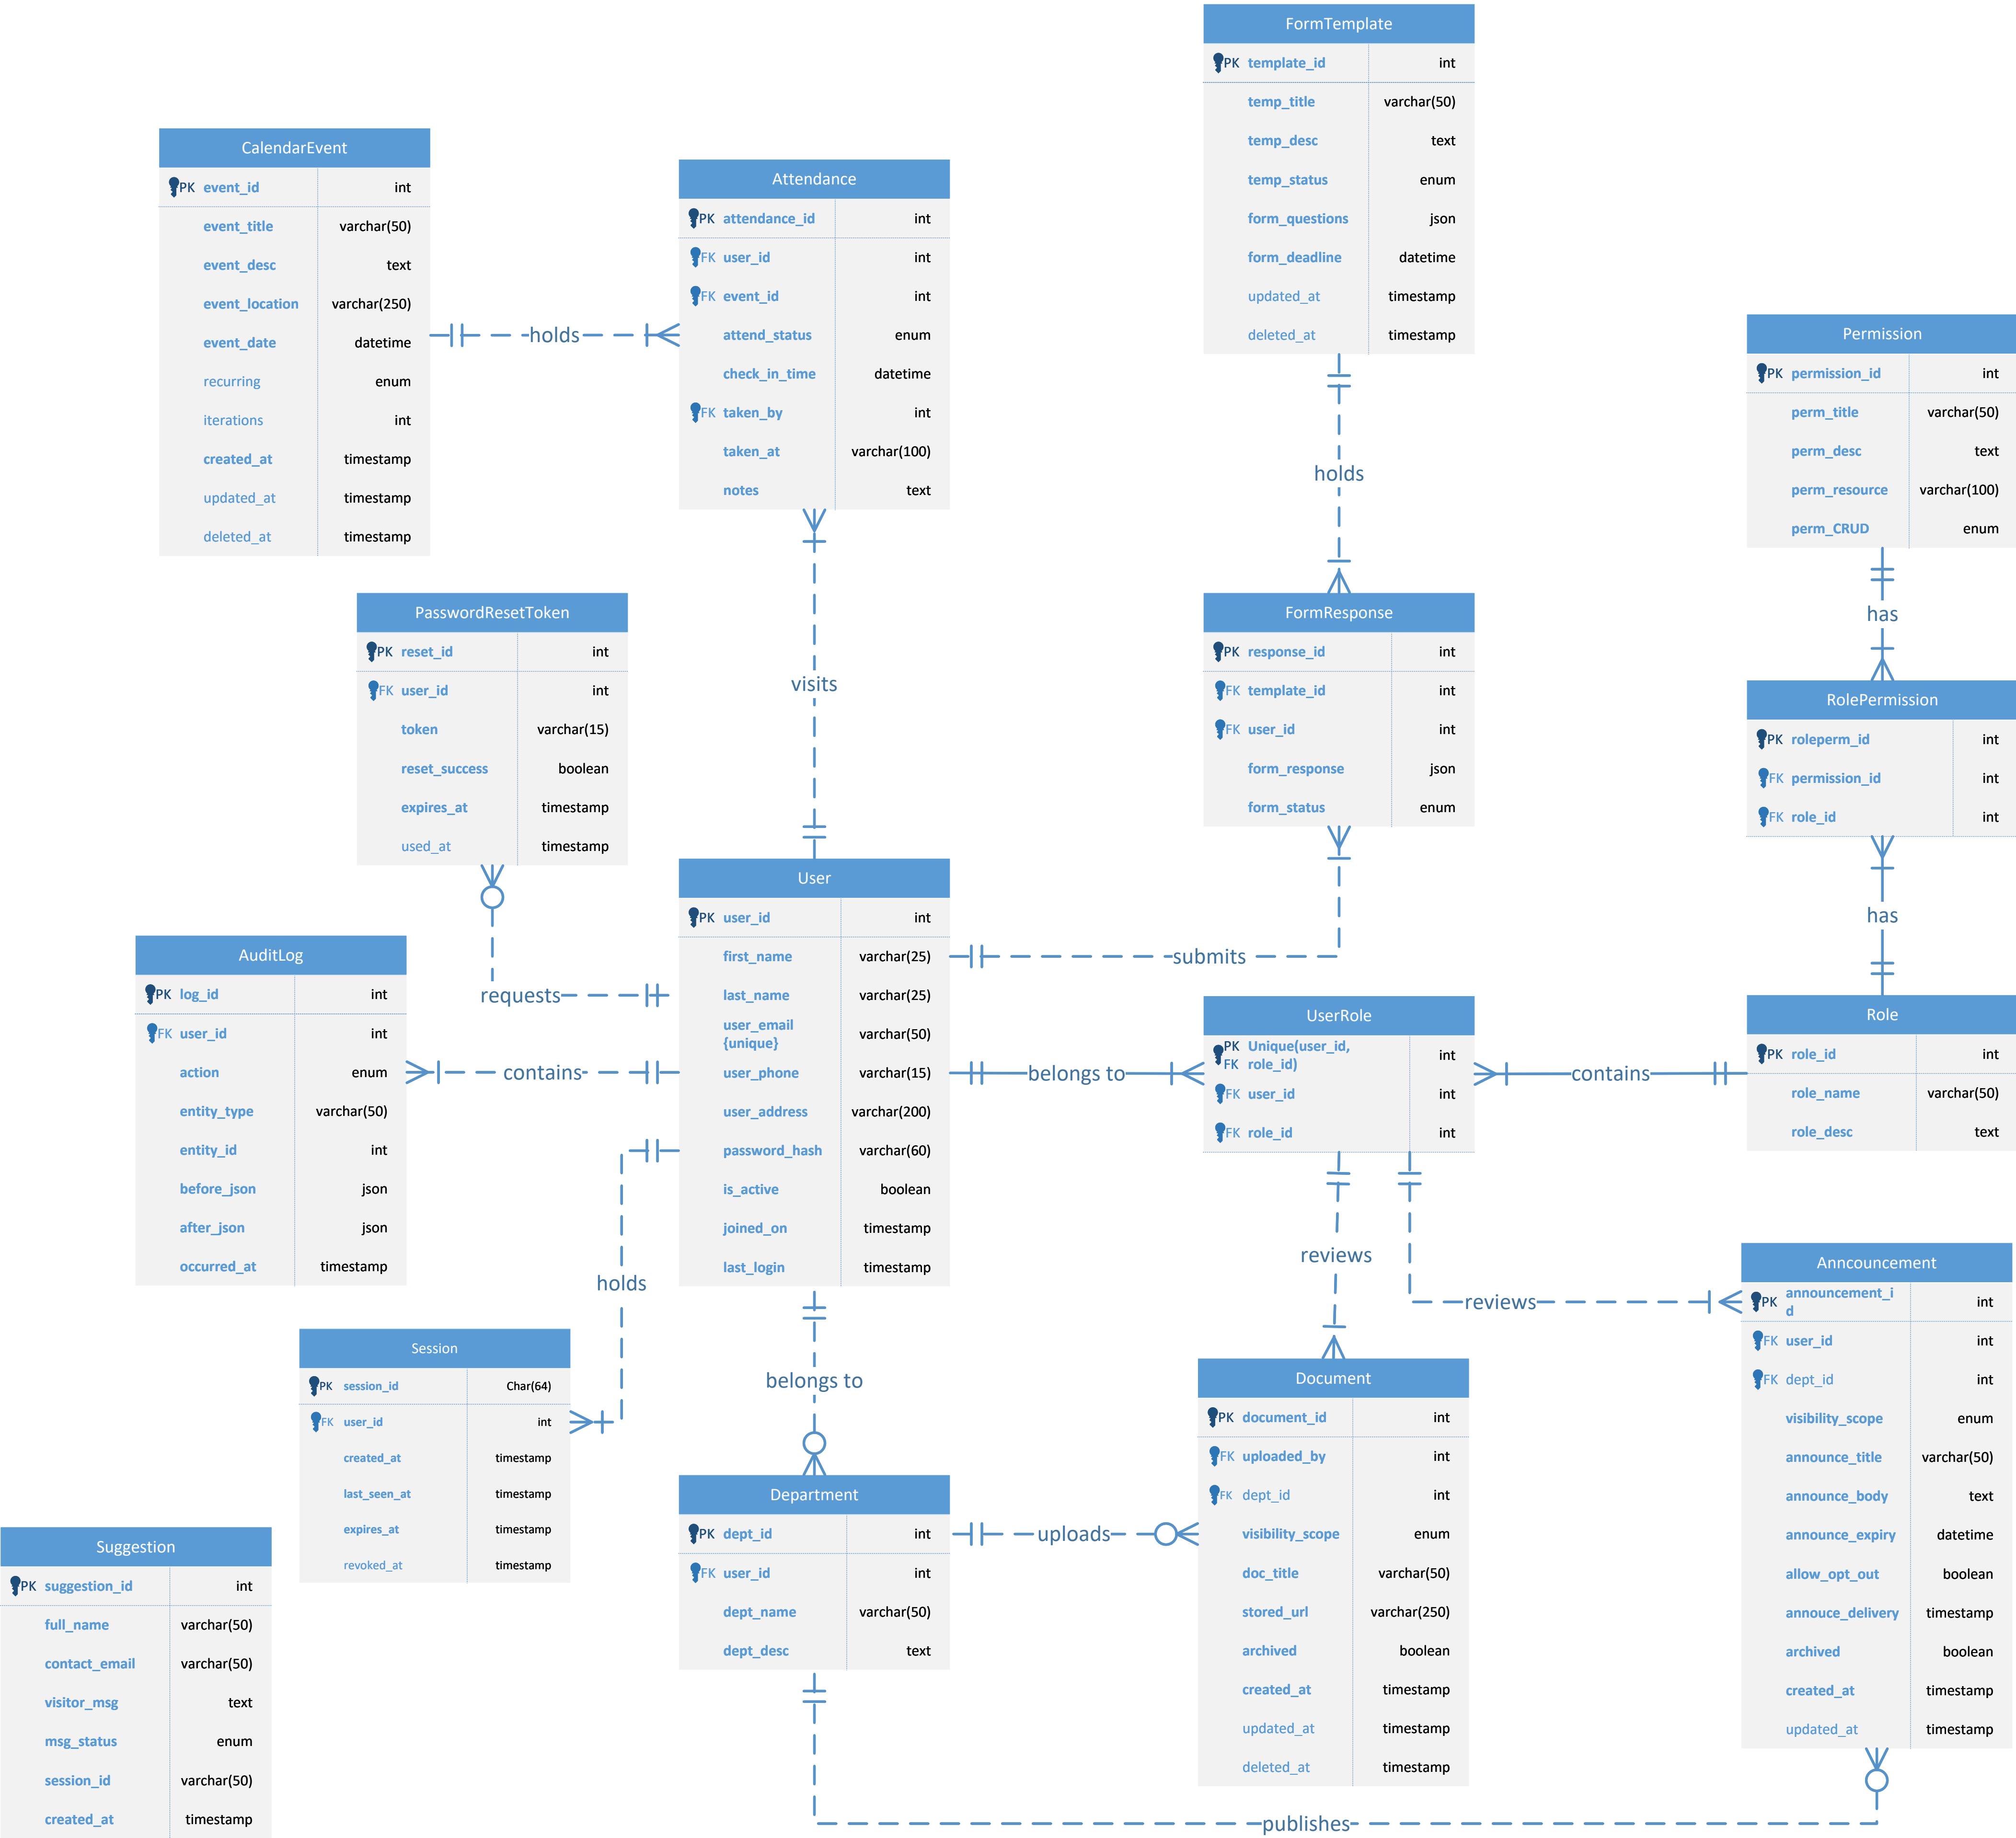 FormTemplate
PK template_id int
temp_title varchar(50)
temp_desc text
temp_status enum
form_questions json
form_deadline datetime
updated_at timestamp
deleted_at timestamp
CalendarEvent
PK event_id int
event_title varchar(50)
event_desc text
event_location varchar(250)
event_date datetime
recurring enum
iterations int
created_at timestamp
updated_at timestamp
deleted_at timestamp
holds
Attendance
PK attendance_id int
FK user_id int
FK event_id int
attend_status enum
check_in_time datetime
FK taken_by int
taken_at varchar(100)
notes text
holds
Permission
PK permission_id int
perm_title varchar(50)
perm_desc text
perm_resource varchar(100)
perm_CRUD enum
has
PasswordResetToken
PK reset_id int
FK user_id int
token varchar(15)
reset_success boolean
expires_at timestamp
used_at timestamp
visits
FormResponse
PK response_id int
FK template_id int
FK user_id int
form_response json
form_status enum
RolePermission
PK roleperm_id int
FK permission_id int
FK role_id int
has
User
PK user_id int
first_name varchar(25)
last_name varchar(25)
user_email
{unique} varchar(50)
user_phone varchar(15)
user_address varchar(200)
password_hash varchar(60)
is_active boolean
joined_on timestamp
last_login timestamp
submits
requests
AuditLog
PK log_id int
FK user_id int
action enum
entity_type varchar(50)
entity_id int
before_json json
after_json json
occurred_at timestamp
contains
belongs to
UserRole
PK Unique(user_id,
FK role_id) int
FK user_id int
FK role_id int
contains
Role
PK role_id int
role_name varchar(50)
role_desc text
reviews
reviews
holds
Session
PK session_id Char(64)
FK user_id int
created_at timestamp
last_seen_at timestamp
expires_at timestamp
revoked_at timestamp
belongs to
Anncouncement
PK announcement_i
d int
FK user_id int
FK dept_id int
visibility_scope enum
announce_title varchar(50)
announce_body text
announce_expiry datetime
allow_opt_out boolean
annouce_delivery timestamp
archived boolean
created_at timestamp
updated_at timestamp
Document
PK document_id int
FK uploaded_by int
FK dept_id int
visibility_scope enum
doc_title varchar(50)
stored_url varchar(250)
archived boolean
created_at timestamp
updated_at timestamp
deleted_at timestamp
Department
PK dept_id int
FK user_id int
dept_name varchar(50)
dept_desc text
uploads
Suggestion
PK suggestion_id int
full_name varchar(50)
contact_email varchar(50)
visitor_msg text
msg_status enum
session_id varchar(50)
created_at timestamp
publishes